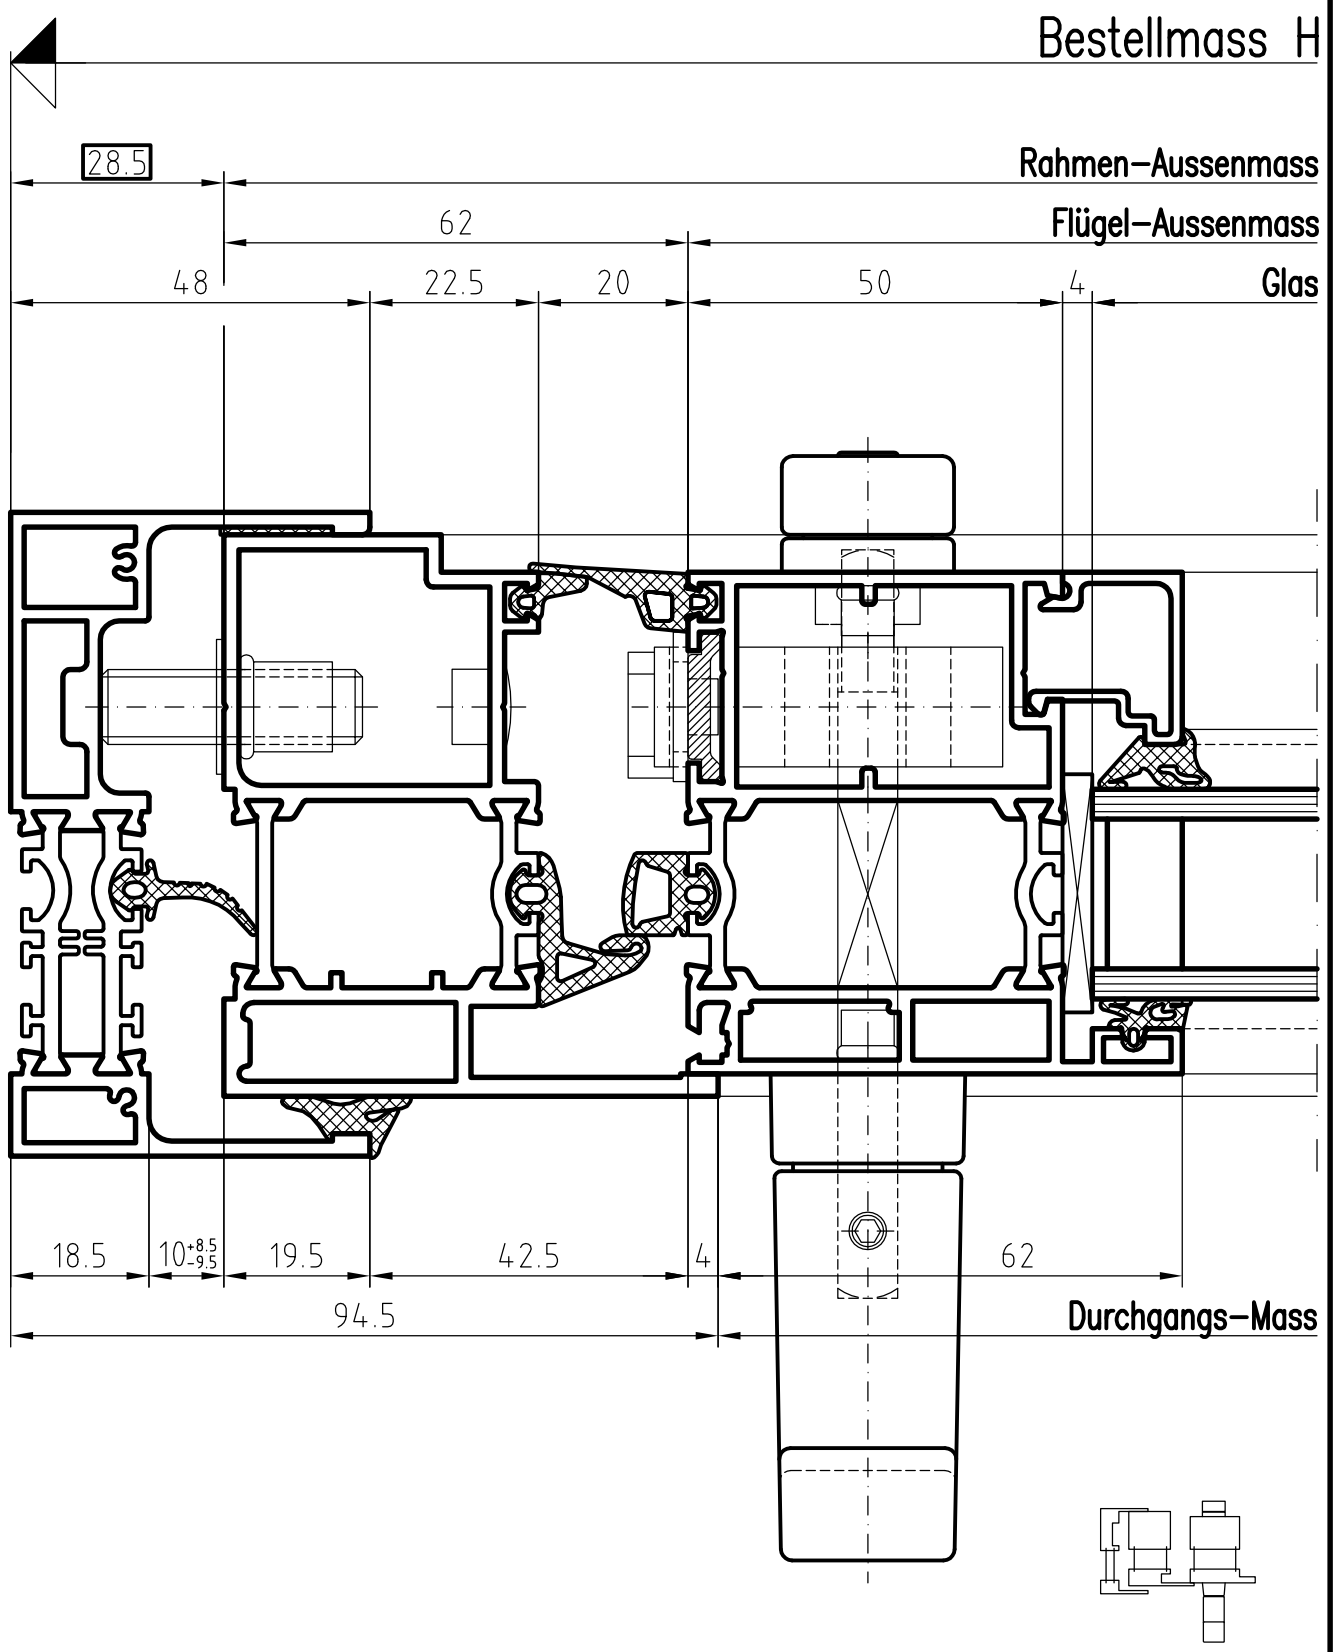 Bestellmass H
28.5 Rahmen-Aussenmass
62 Flügel-Aussenmass
48 22.5 20 50 4 Glas
18.5 10 +8.5 -9.5 19.5 42.5 4 62
94.5 Durchgangs-Mass